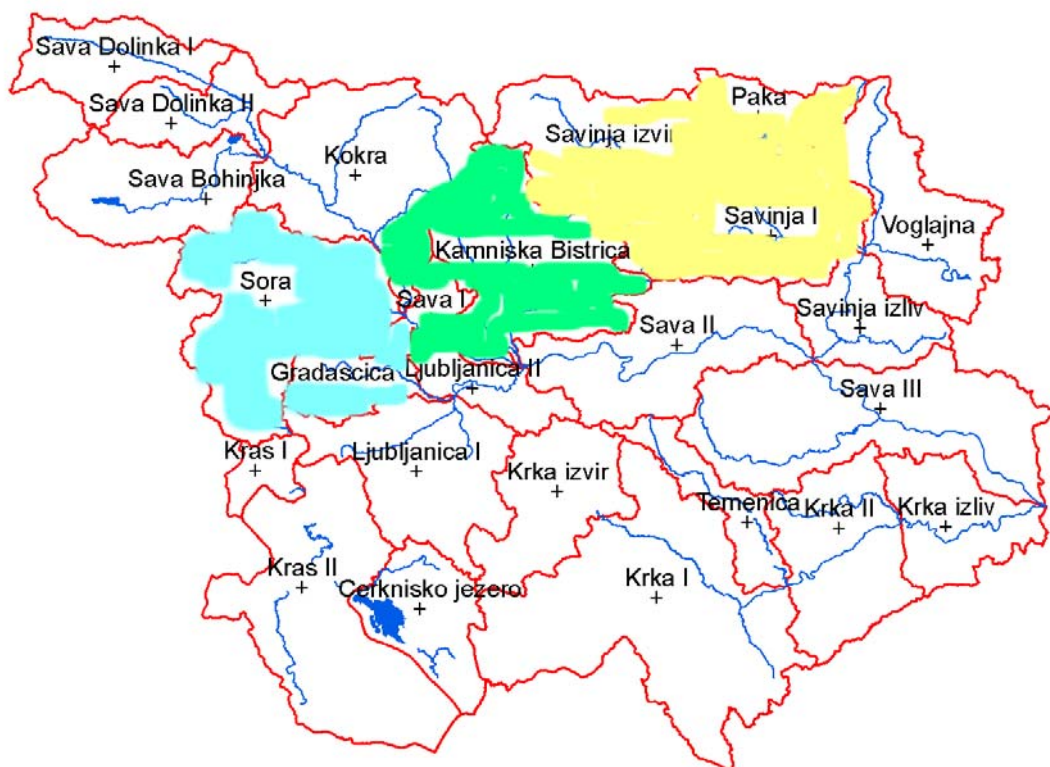 Sava Dolinka I
Sava Dolinka II
Paka
Savinja izvir
Kokra
Sava Bohinjka
Savinja I
Voglajna
Kamniska Bistrica
Sora
Sava I
Savinja izliv
Sava II
Gradascica
Ljubljanica II
Sava III
Kras I
Ljubljanica I
Krka izvir
Temenica
Krka II
Krka izliv
Kras II
Cerknisko jezero
Krka I